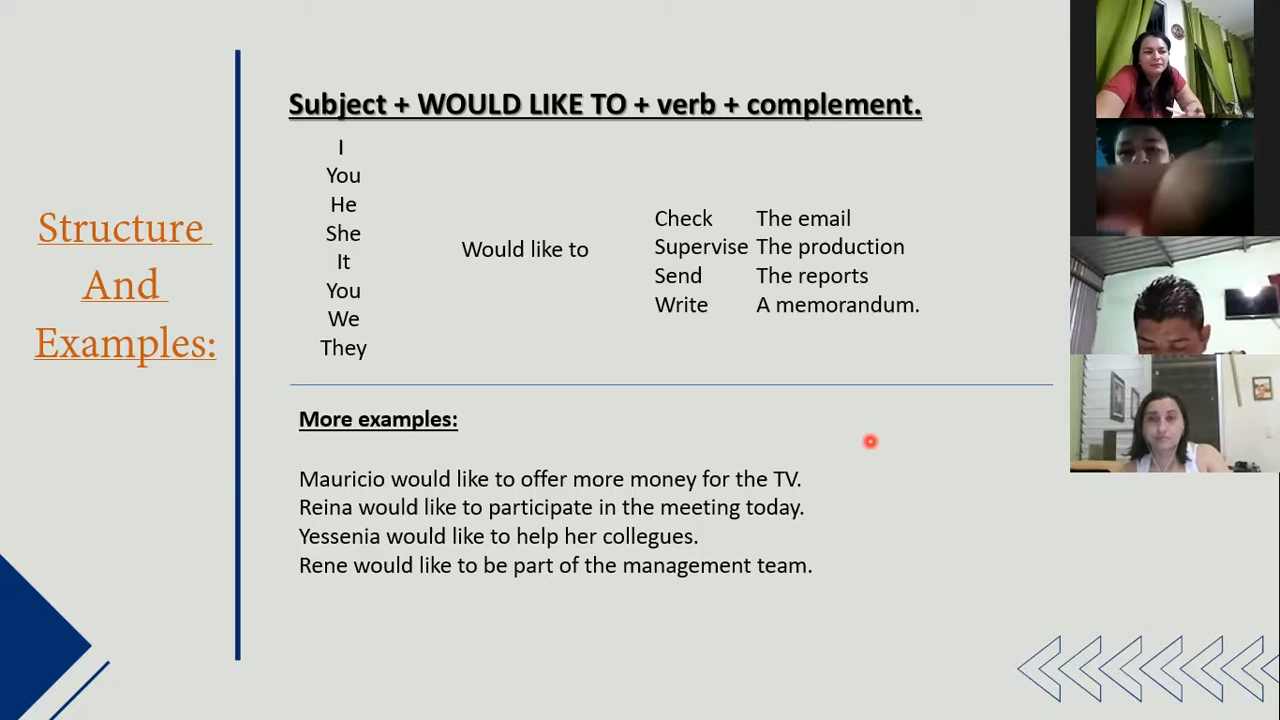 Structure
And
Examples:
Subject + WOULD LIKE TO + verb + complement.
I
You
He
She
It
You
We
They
Would like to
Check The email
Supervise The production
Send The reports
Write A memorandum.
More examples:
Mauricio would like to offer more money for the TV.
Reina would like to participate in the meeting today.
Yessenia would like to help her collegues.
Rene would like to be part of the management team.